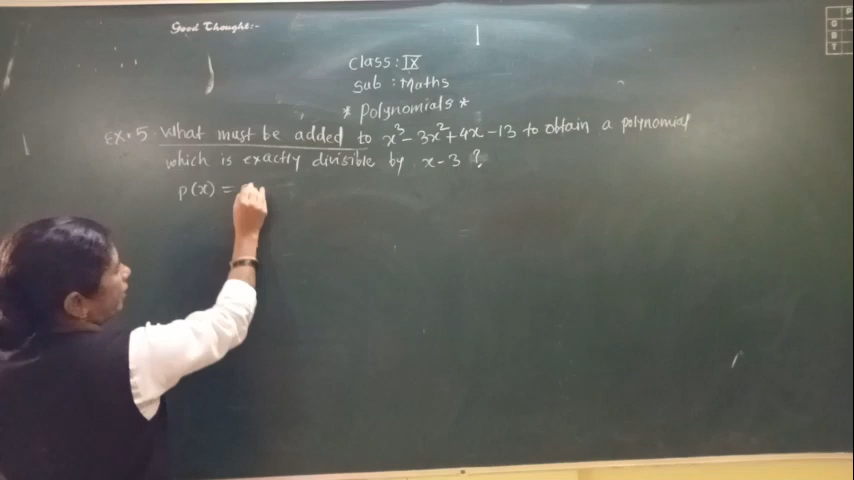 Good Thought:-
Class : IX
Sub : Maths
* Polynomials *
Ex. 5. What must be added to x³ - 3x² + 4x - 13 to obtain a polynomial
which is exactly divisible by x - 3 ?
p(x) =
P
G
B
T